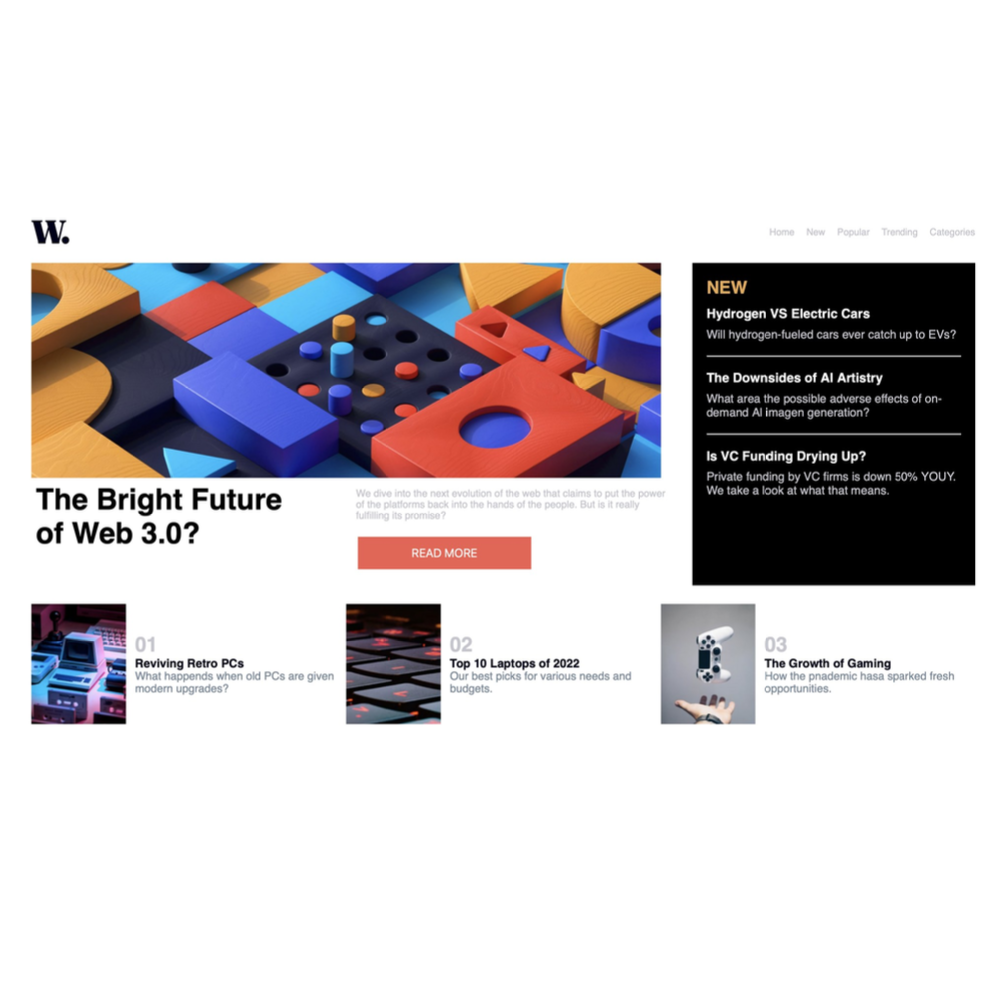 W.
Home New Popular Trending Categories
The Bright Future
of Web 3.0?
We dive into the next evolution of the web that claims to put the power
of the platforms back into the hands of the people. But is it really
fulfilling its promise?
READ MORE
NEW
Hydrogen VS Electric Cars
Will hydrogen-fueled cars ever catch up to EVs?
The Downsides of AI Artistry
What area the possible adverse effects of on-
demand AI imagen generation?
Is VC Funding Drying Up?
Private funding by VC firms is down 50% YOUY.
We take a look at what that means.
01
Reviving Retro PCs
What happends when old PCs are given
modern upgrades?
02
Top 10 Laptops of 2022
Our best picks for various needs and
budgets.
03
The Growth of Gaming
How the pnademic hasa sparked fresh
opportunities.